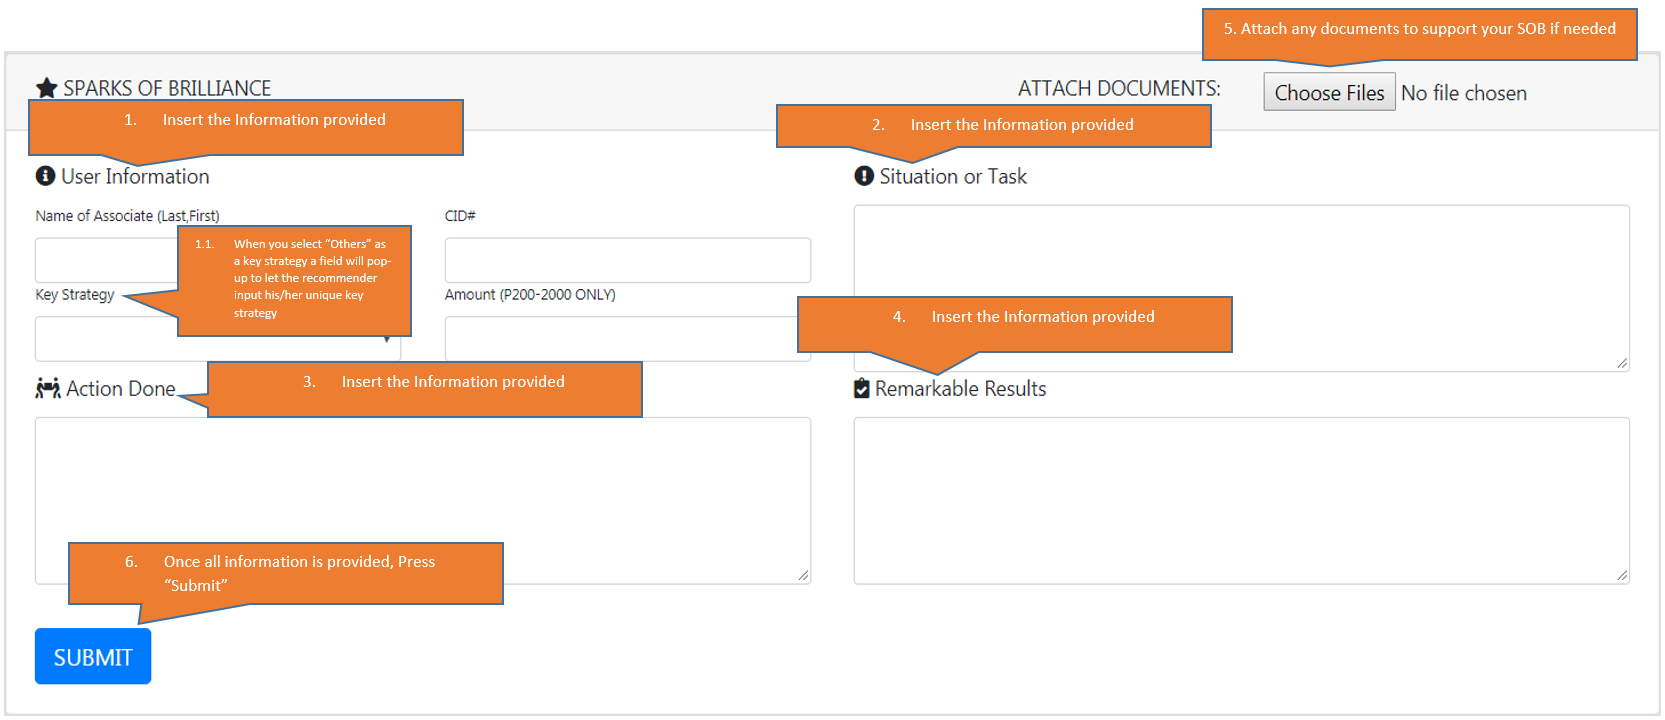 5. Attach any documents to support your SOB if needed
SPARKS OF BRILLIANCE
ATTACH DOCUMENTS:
Choose Files No file chosen
1. Insert the Information provided
2. Insert the Information provided
User Information
Situation or Task
Name of Associate (Last,First)
CID#
1.1. When you select “Others” as
a key strategy a field will pop-
up to let the recommender
input his/her unique key
strategy
Key Strategy
Amount (P200-2000 ONLY)
4. Insert the Information provided
3. Insert the Information provided
Action Done
Remarkable Results
6. Once all information is provided, Press
“Submit”
SUBMIT